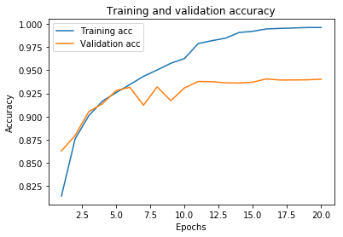 Training and validation accuracy
Training acc
Validation acc
1.000
0.975
0.950
0.925
0.900
0.875
0.850
0.825
Accuracy
2.5 5.0 7.5 10.0 12.5 15.0 17.5 20.0
Epochs